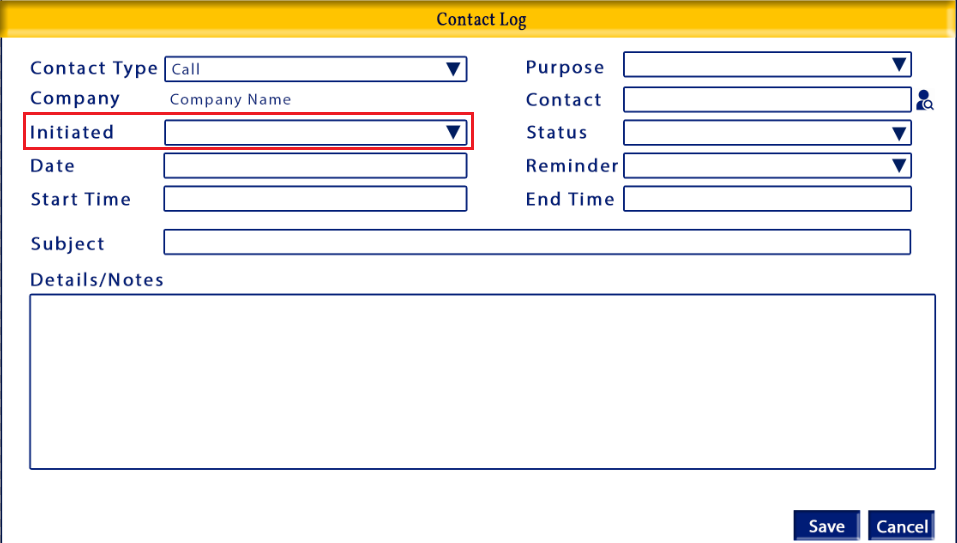 Contact Log
Contact Type Call Purpose
Company Company Name Contact
Initiated Status
Date Reminder
Start Time End Time
Subject
Details/Notes
Save Cancel